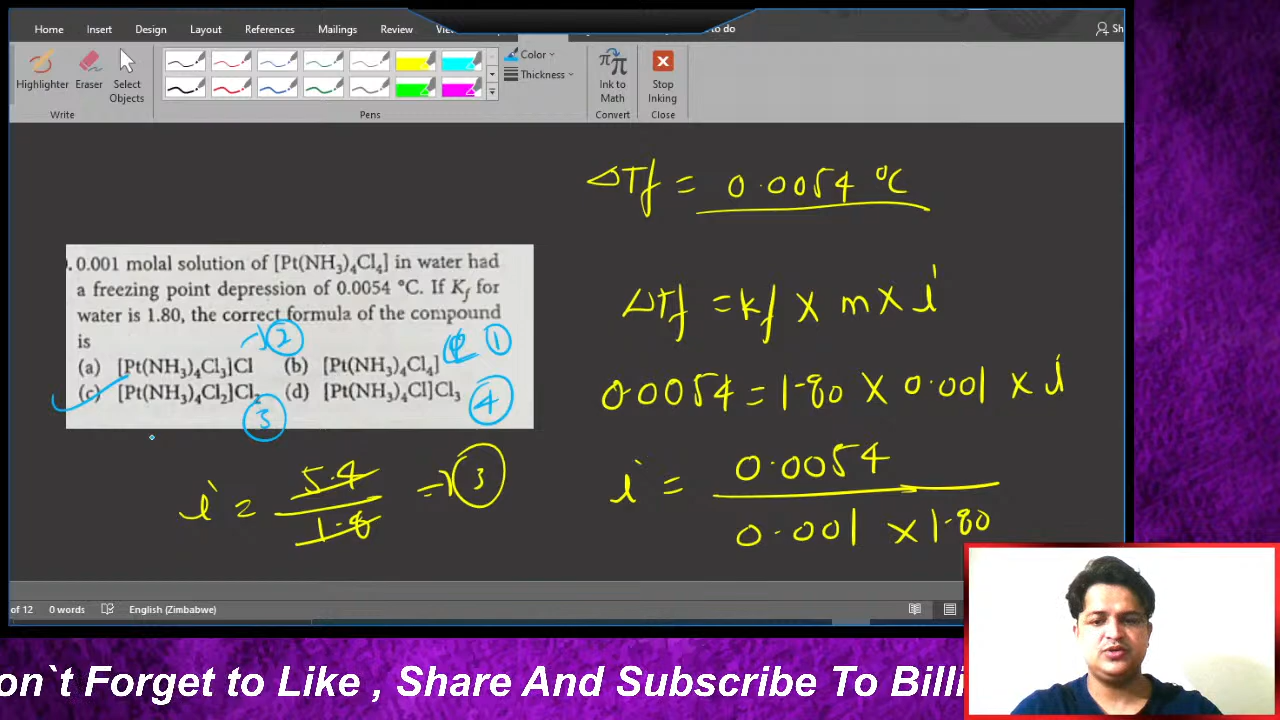 Home Insert Design Layout References Mailings Review to do Sh
Highlighter Eraser Select Objects
Color
Thickness
Ink to Math
Stop Inking
Write Pens Convert Close
ΔTf = 0.0054 °C
0.001 molal solution of [Pt(NH₃)₄Cl₄] in water had
a freezing point depression of 0.0054 °C. If Kf for
water is 1.80, the correct formula of the compound
is
(a) [Pt(NH₃)₄Cl₃]Cl (b) [Pt(NH₃)₄Cl₄]
(c) [Pt(NH₃)₄Cl₂]Cl₂ (d) [Pt(NH₃)₄Cl]Cl₃
2
1
3
4
ΔTf = kf × m × i
0.0054 = 1.80 × 0.001 × i
i = 0.0054 / 0.001 × 1.80
i = 5.4 / 1.8 ⇒ 3
of 12 0 words English (Zimbabwe)
on`t Forget to Like , Share And Subscribe To Billi